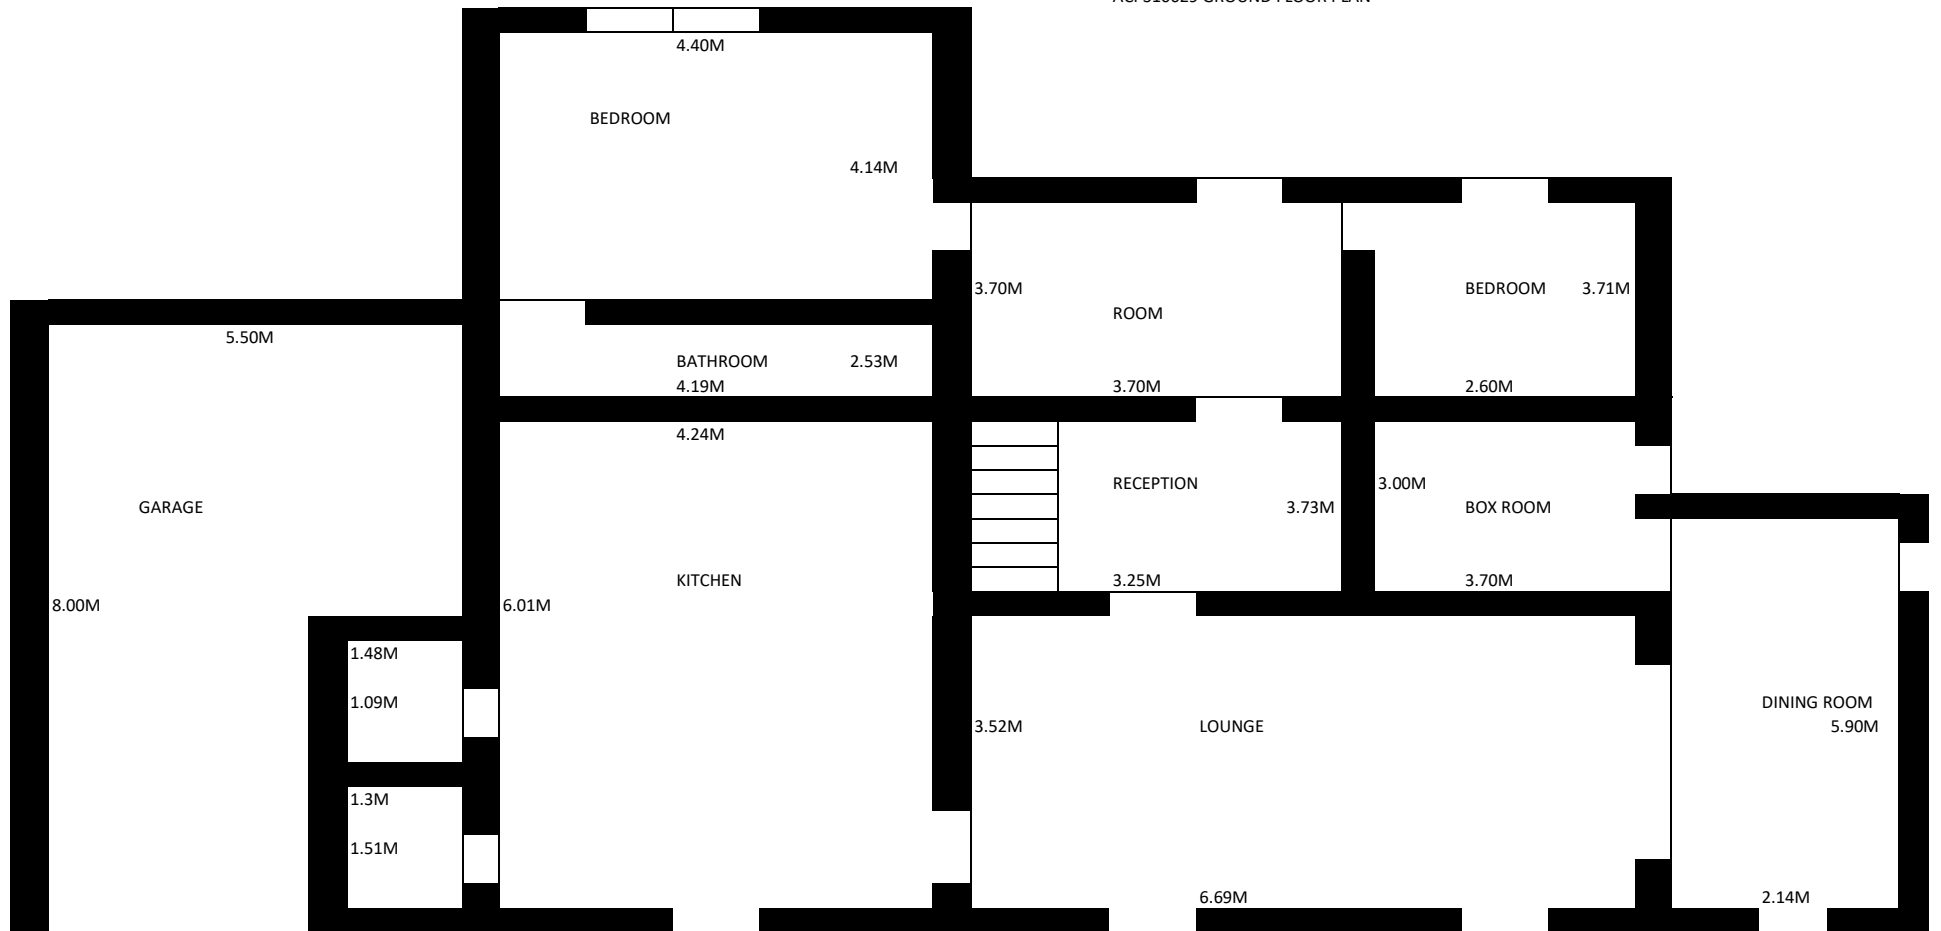 4.40M
BEDROOM
4.14M
3.70M
ROOM
3.70M
BEDROOM 3.71M
2.60M
5.50M
GARAGE
8.00M
BATHROOM 2.53M
4.19M
4.24M
KITCHEN
6.01M
RECEPTION
3.73M
3.25M
3.00M
BOX ROOM
3.70M
1.48M
1.09M
1.3M
1.51M
3.52M LOUNGE
6.69M
DINING ROOM
5.90M
2.14M